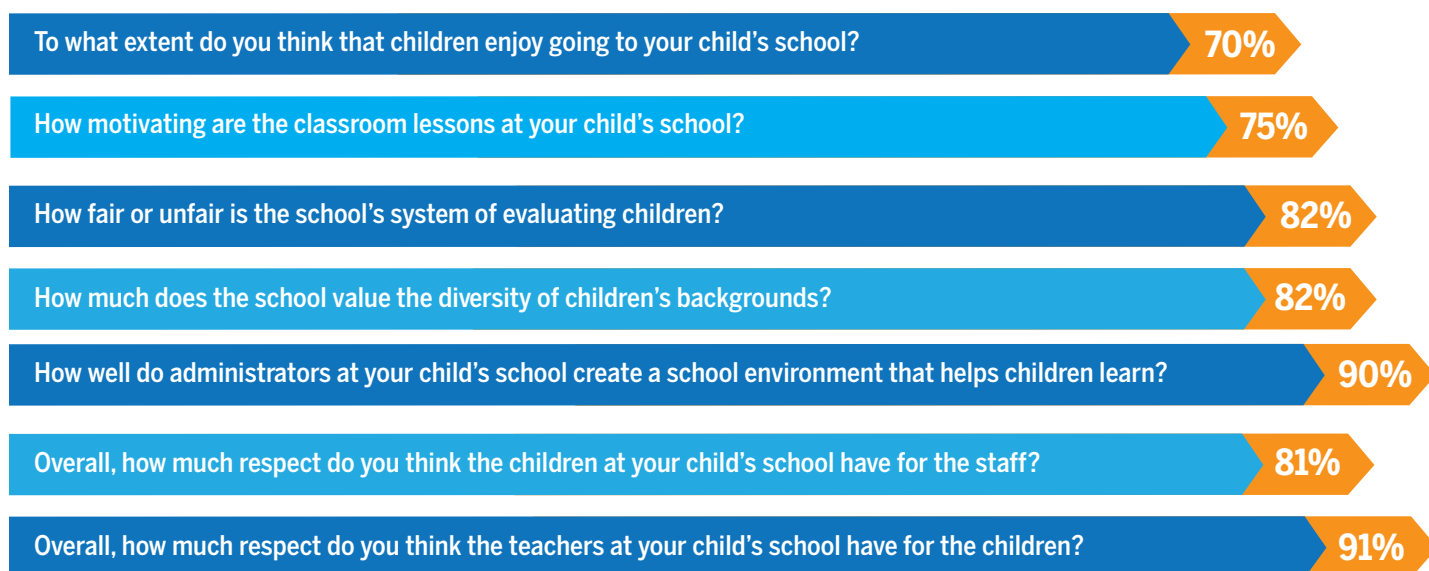 To what extent do you think that children enjoy going to your child’s school? 70%
How motivating are the classroom lessons at your child’s school? 75%
How fair or unfair is the school’s system of evaluating children? 82%
How much does the school value the diversity of children’s backgrounds? 82%
How well do administrators at your child’s school create a school environment that helps children learn? 90%
Overall, how much respect do you think the children at your child’s school have for the staff? 81%
Overall, how much respect do you think the teachers at your child’s school have for the children? 91%